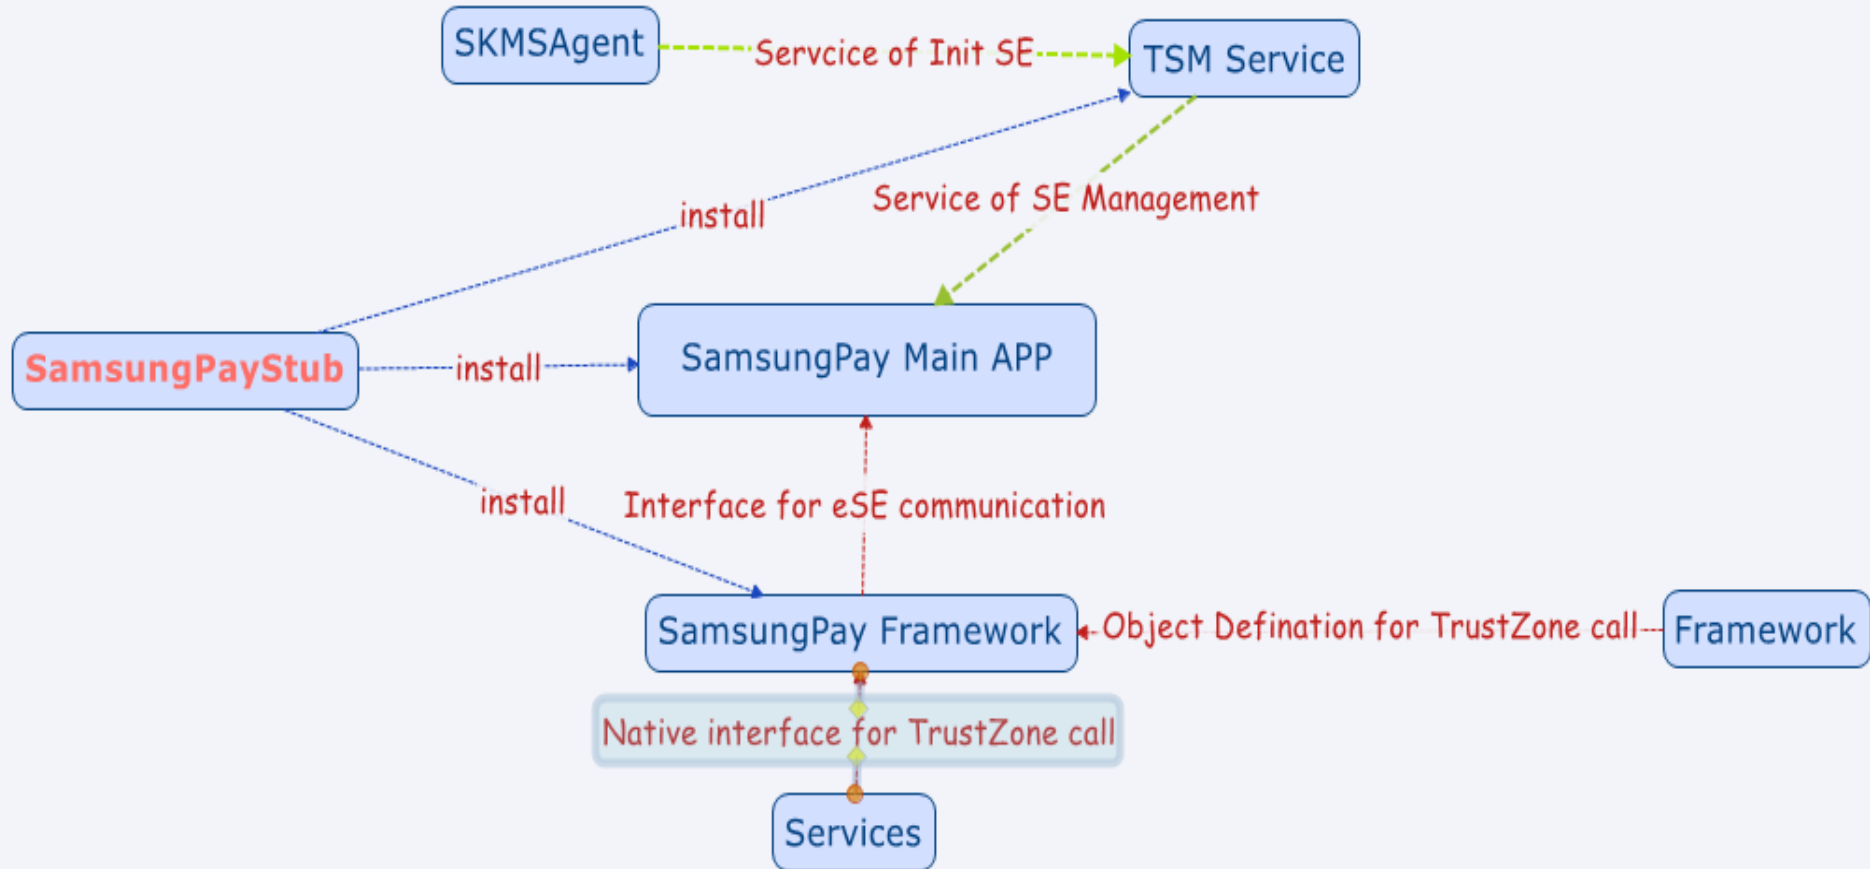 SKMSAgent
Servcice of Init SE
TSM Service
Service of SE Management
install
SamsungPayStub
install
SamsungPay Main APP
install
Interface for eSE communication
SamsungPay Framework
Object Defination for TrustZone call
Framework
Native interface for TrustZone call
Services